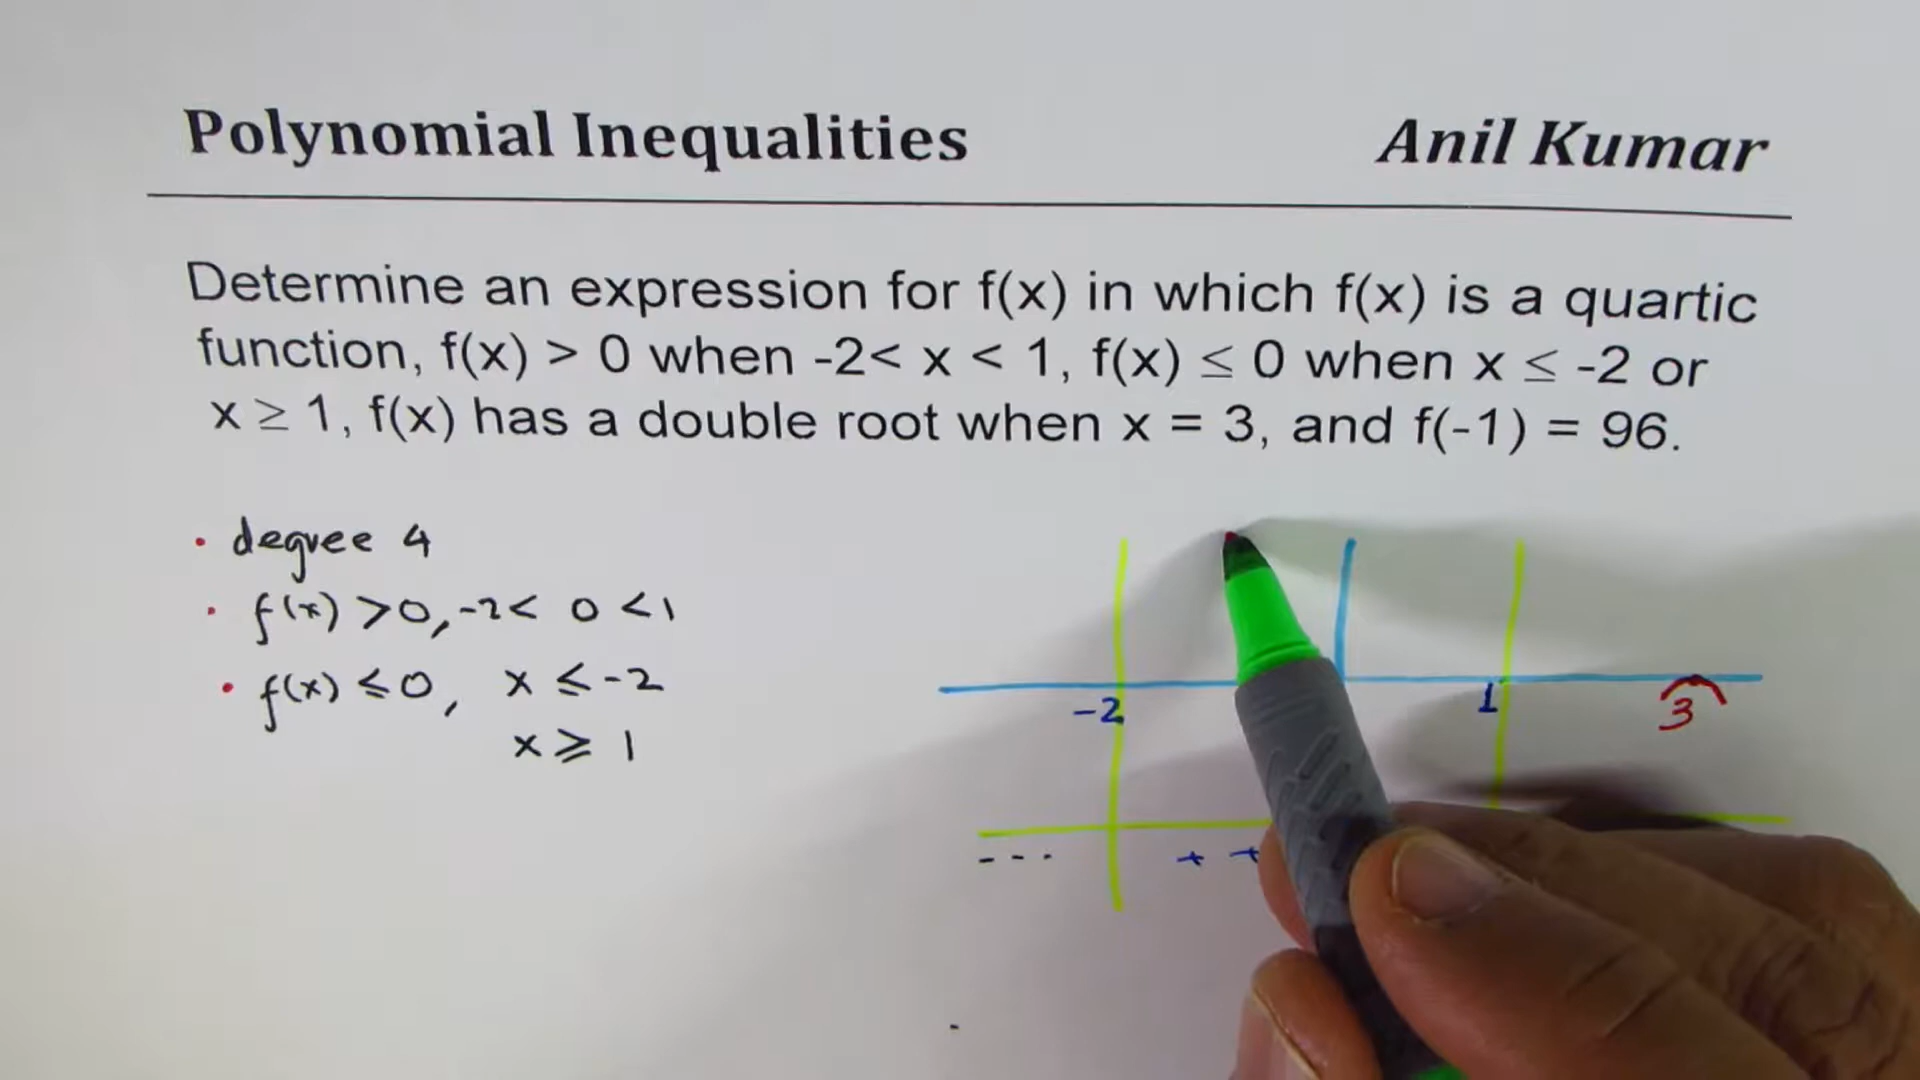 Polynomial Inequalities Anil Kumar
Determine an expression for f(x) in which f(x) is a quartic
function, f(x) > 0 when -2< x < 1, f(x) ≤ 0 when x ≤ -2 or
x ≥ 1, f(x) has a double root when x = 3, and f(-1) = 96.
• degree 4
• f(x) >0, -2< 0 <1
• f(x) ≤0, x ≤-2
x ≥ 1
-2 1 3
- - - + +